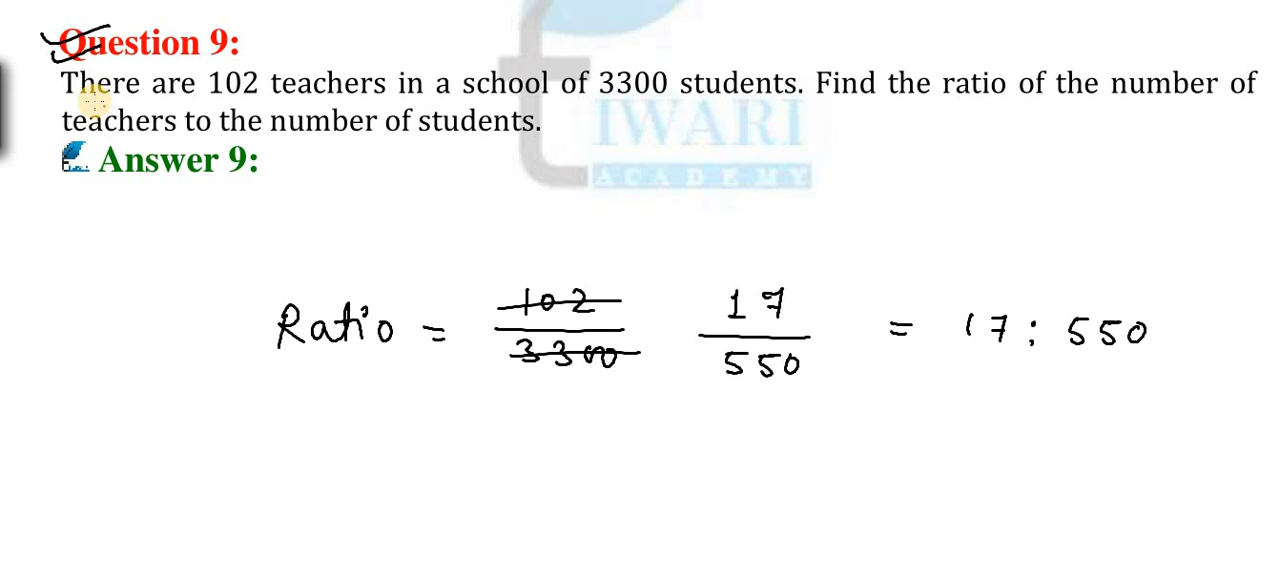 Question 9:
There are 102 teachers in a school of 3300 students. Find the ratio of the number of
teachers to the number of students.
IWARI
ACADEMY
Answer 9:
Ratio = 102/3300 17/550 = 17 : 550